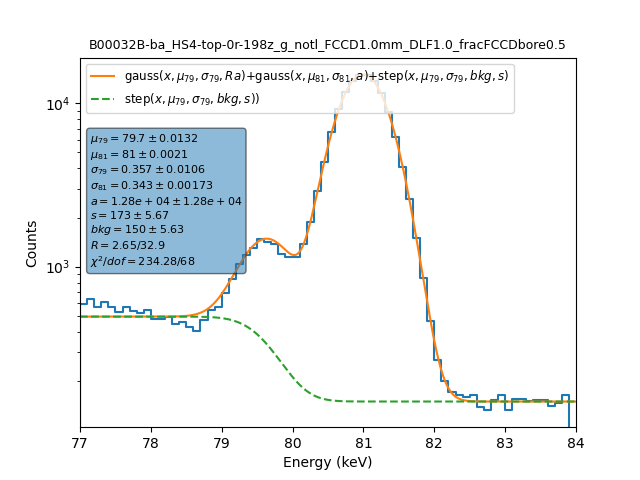 B00032B-ba_HS4-top-0r-198z_g_notl_FCCD1.0mm_DLF1.0_fracFCCDbore0.5
gauss(x, μ79, σ79, Ra)+gauss(x, μ81, σ81, a)+step(x, μ79, σ79, bkg, s)
step(x, μ79, σ79, bkg, s))
μ79 = 79.7 ± 0.0132
μ81 = 81 ± 0.0021
σ79 = 0.357 ± 0.0106
σ81 = 0.343 ± 0.00173
a = 1.28e + 04 ± 1.28e + 04
s = 173 ± 5.67
bkg = 150 ± 5.63
R = 2.65/32.9
χ²/dof = 234.28/68
10⁴
10³
Counts
77 78 79 80 81 82 83 84
Energy (keV)